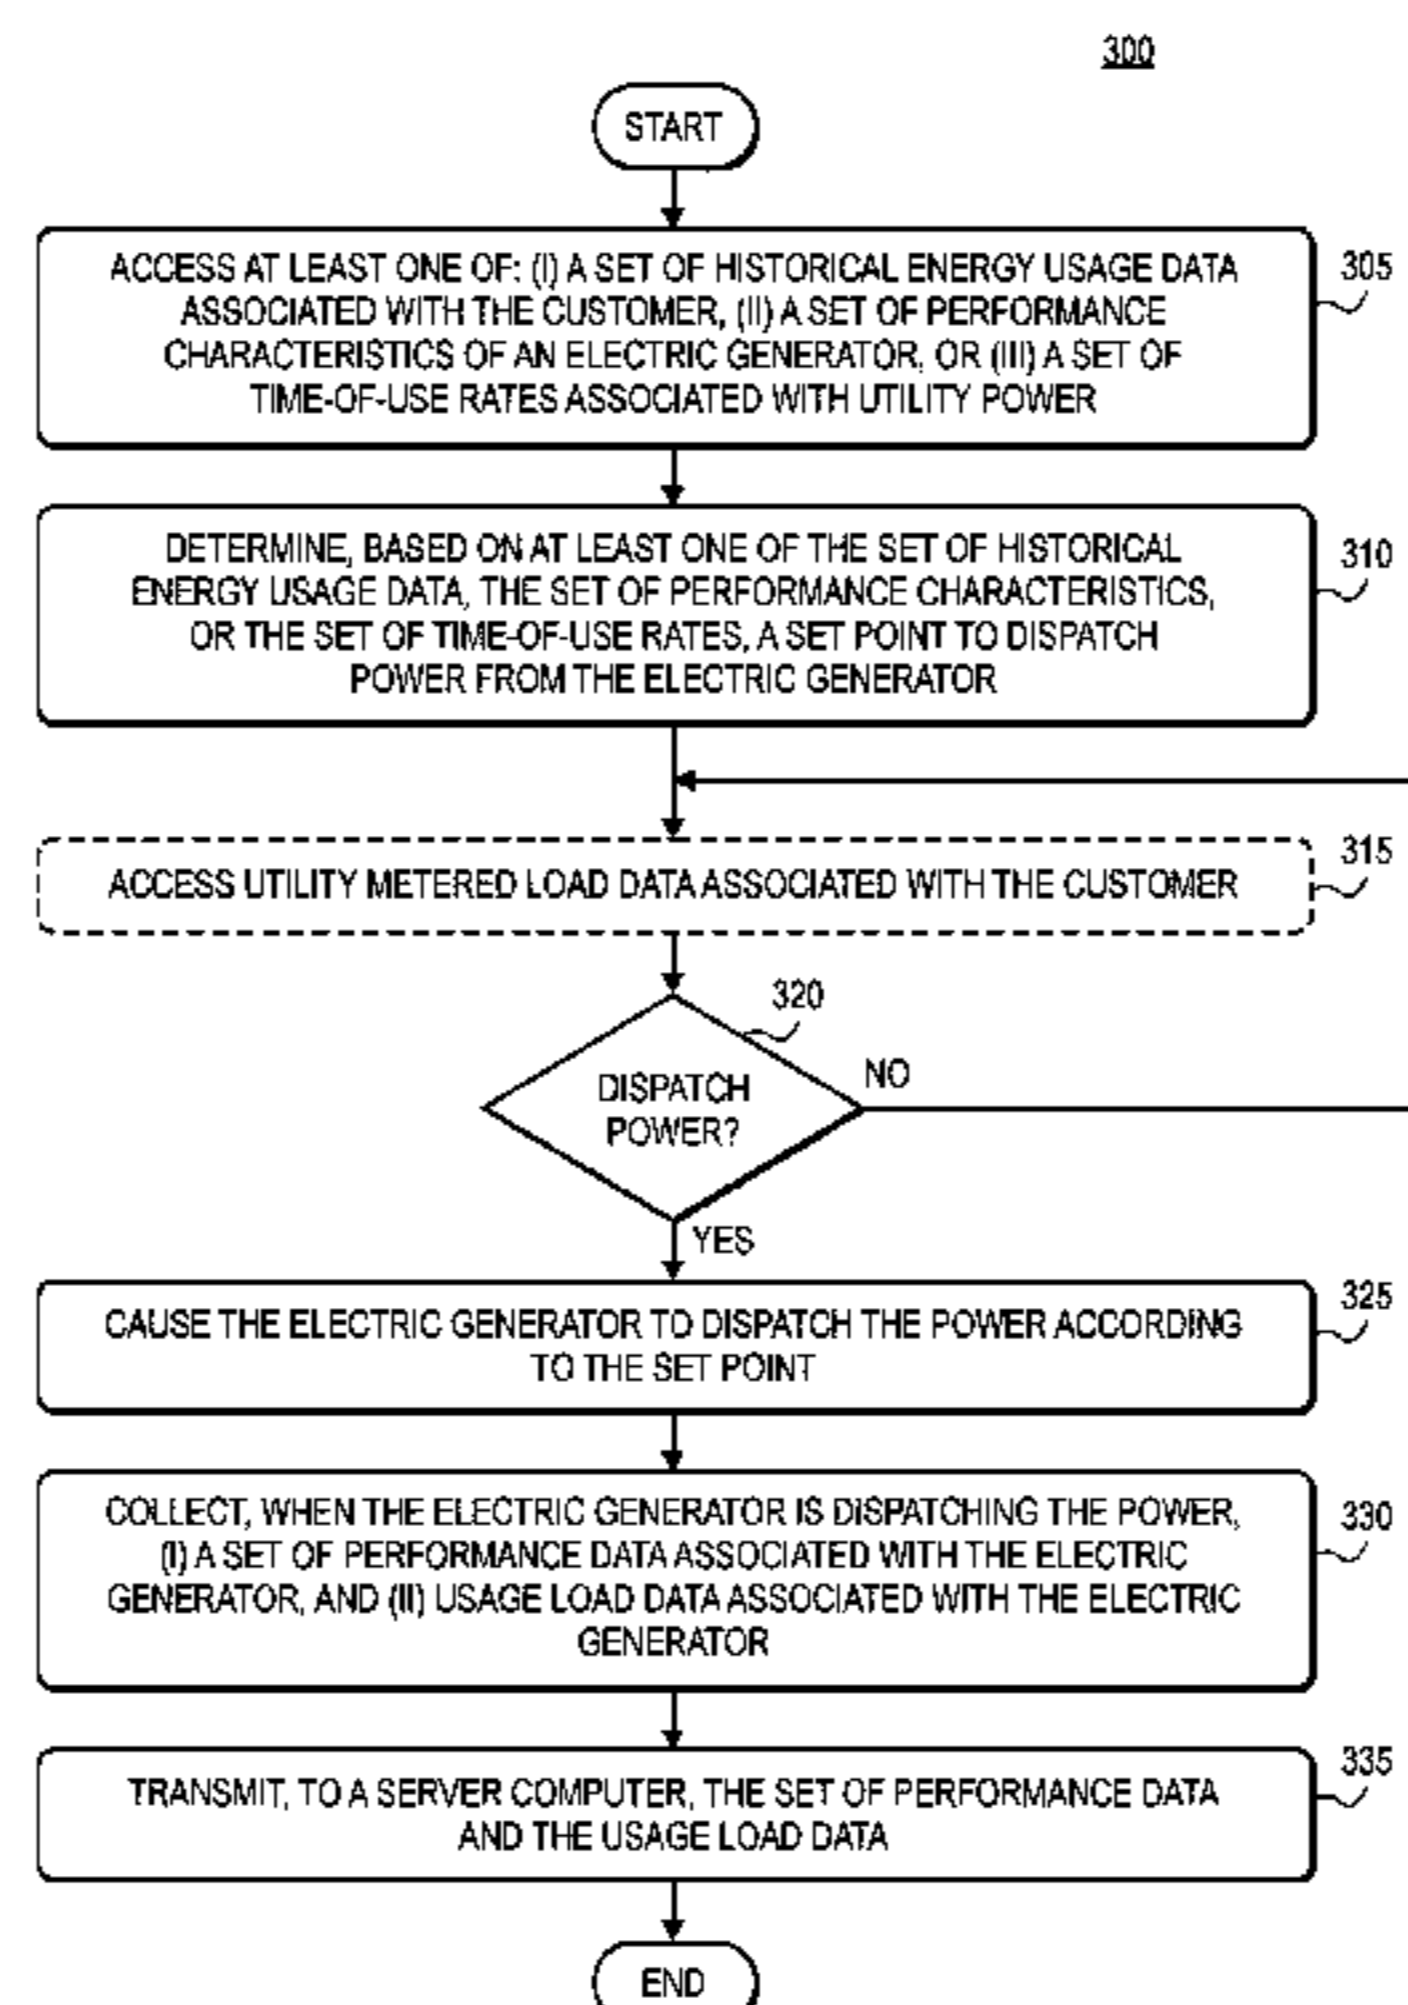 300
START
ACCESS AT LEAST ONE OF: (I) A SET OF HISTORICAL ENERGY USAGE DATA
ASSOCIATED WITH THE CUSTOMER, (II) A SET OF PERFORMANCE
CHARACTERISTICS OF AN ELECTRIC GENERATOR, OR (III) A SET OF
TIME-OF-USE RATES ASSOCIATED WITH UTILITY POWER
305
DETERMINE, BASED ON AT LEAST ONE OF THE SET OF HISTORICAL
ENERGY USAGE DATA, THE SET OF PERFORMANCE CHARACTERISTICS,
OR THE SET OF TIME-OF-USE RATES, A SET POINT TO DISPATCH
POWER FROM THE ELECTRIC GENERATOR
310
ACCESS UTILITY METERED LOAD DATA ASSOCIATED WITH THE CUSTOMER
315
320
DISPATCH
POWER?
NO
YES
CAUSE THE ELECTRIC GENERATOR TO DISPATCH THE POWER ACCORDING
TO THE SET POINT
325
COLLECT, WHEN THE ELECTRIC GENERATOR IS DISPATCHING THE POWER,
(I) A SET OF PERFORMANCE DATA ASSOCIATED WITH THE ELECTRIC
GENERATOR, AND (II) USAGE LOAD DATA ASSOCIATED WITH THE ELECTRIC
GENERATOR
330
TRANSMIT, TO A SERVER COMPUTER, THE SET OF PERFORMANCE DATA
AND THE USAGE LOAD DATA
335
END